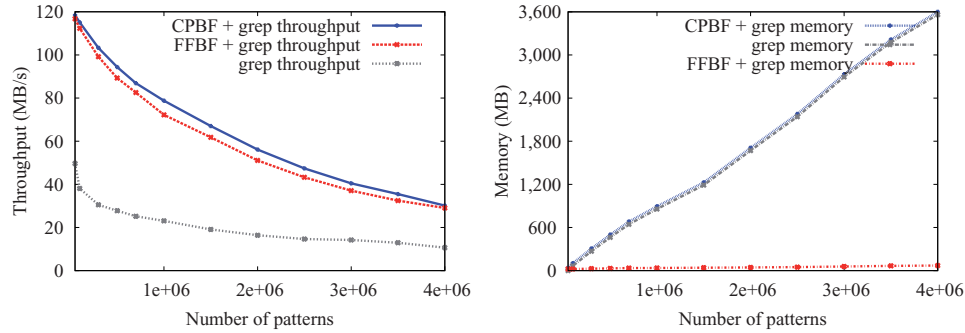 120
100
80
60
40
20
0
Throughput (MB/s)
CPBF + grep throughput
FFBF + grep throughput
grep throughput
1e+06 2e+06 3e+06 4e+06
Number of patterns
3,600
3,000
2,400
1,800
1,200
600
0
Memory (MB)
CPBF + grep memory
grep memory
FFBF + grep memory
1e+06 2e+06 3e+06 4e+06
Number of patterns